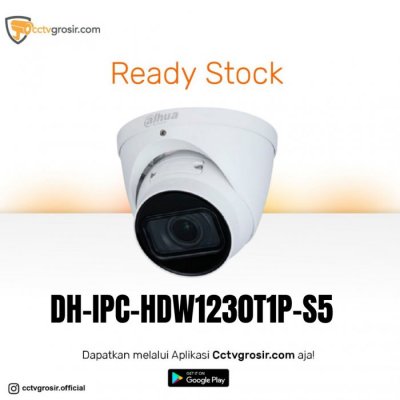 cctvgrosir.com
Ready Stock
alhua
DH-IPC-HDW1230T1P-S5
Dapatkan melalui Aplikasi Cctvgrosir.com aja!
cctvgrosir.official
GET IT ON
Google Play